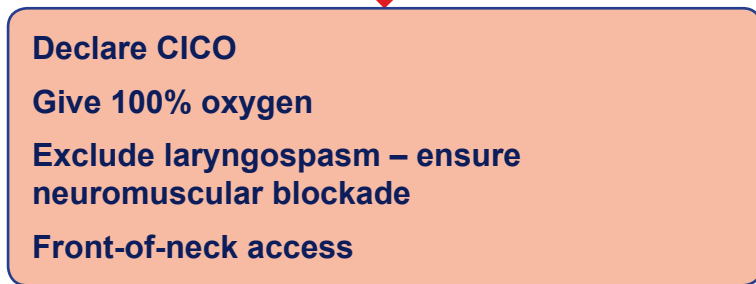 Declare CICO
Give 100% oxygen
Exclude laryngospasm – ensure
neuromuscular blockade
Front-of-neck access